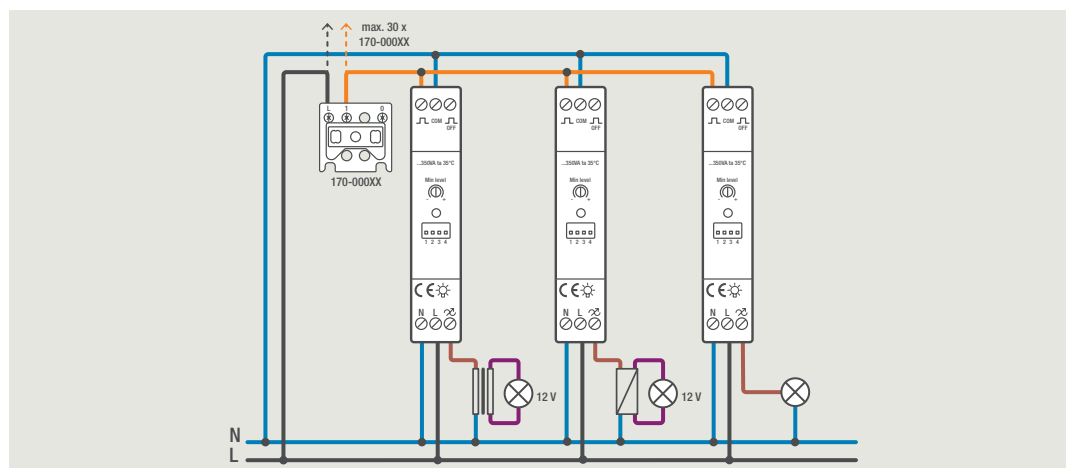 max. 30 x
170-000XX
L 1 0
170-000XX
COM
OFF
...350VA ta 35°C
Min level
- +
1 2 3 4
CE
N L
COM
OFF
...350VA ta 35°C
Min level
- +
1 2 3 4
CE
N L
COM
OFF
...350VA ta 35°C
Min level
- +
1 2 3 4
CE
N L
12 V
12 V
N
L